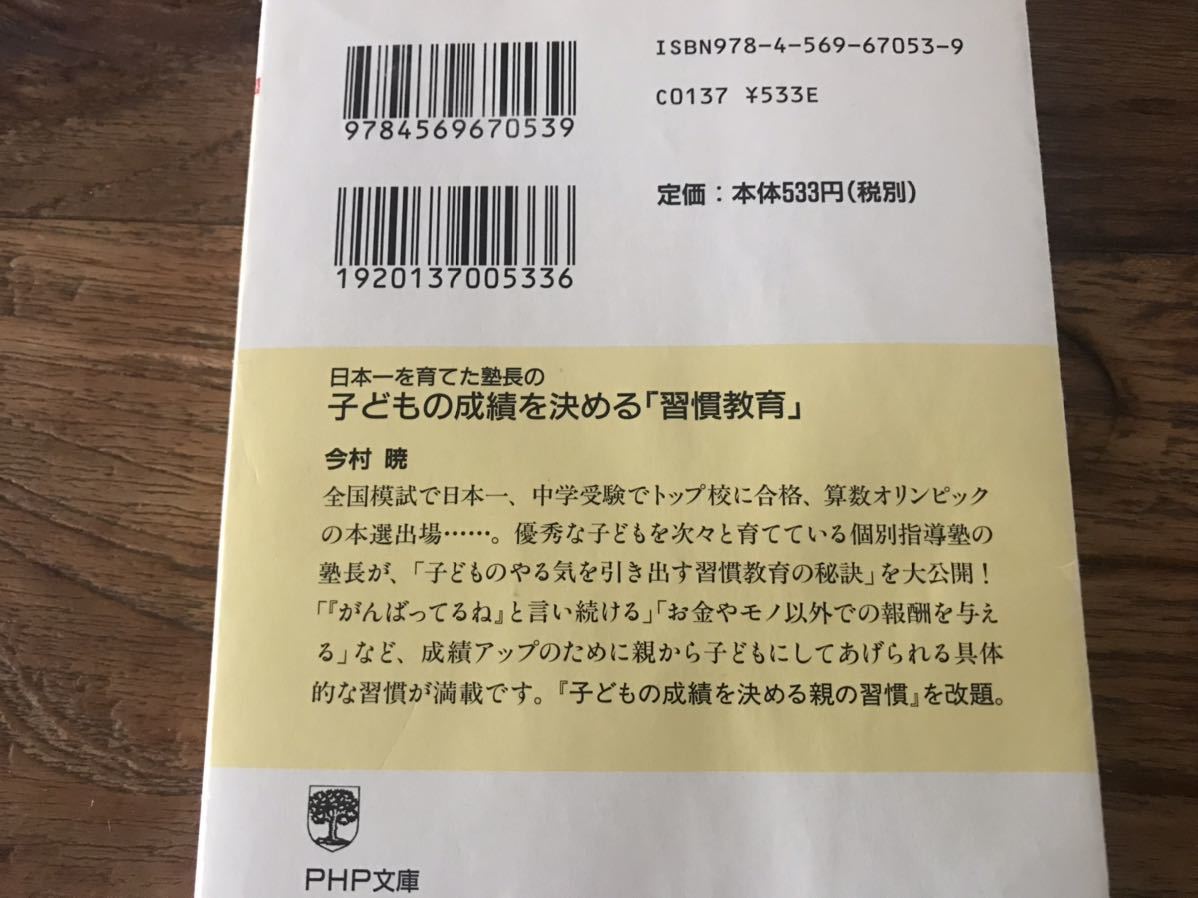 ISBN978-4-569-67053-9
9784569670539
C0137 ¥533E
定価：本体533円(税別)
1920137005336
日本一を育てた塾長の
子どもの成績を決める「習慣教育」
今村 暁
全国模試で日本一、中学受験でトップ校に合格、算数オリンピック
の本選出場……。優秀な子どもを次々と育てている個別指導塾の
塾長が、「子どものやる気を引き出す習慣教育の秘訣」を大公開！
「『がんばってるね』と言い続ける」「お金やモノ以外での報酬を与え
る」など、成績アップのために親から子どもにしてあげられる具体
的な習慣が満載です。『子どもの成績を決める親の習慣』を改題。
PHP文庫